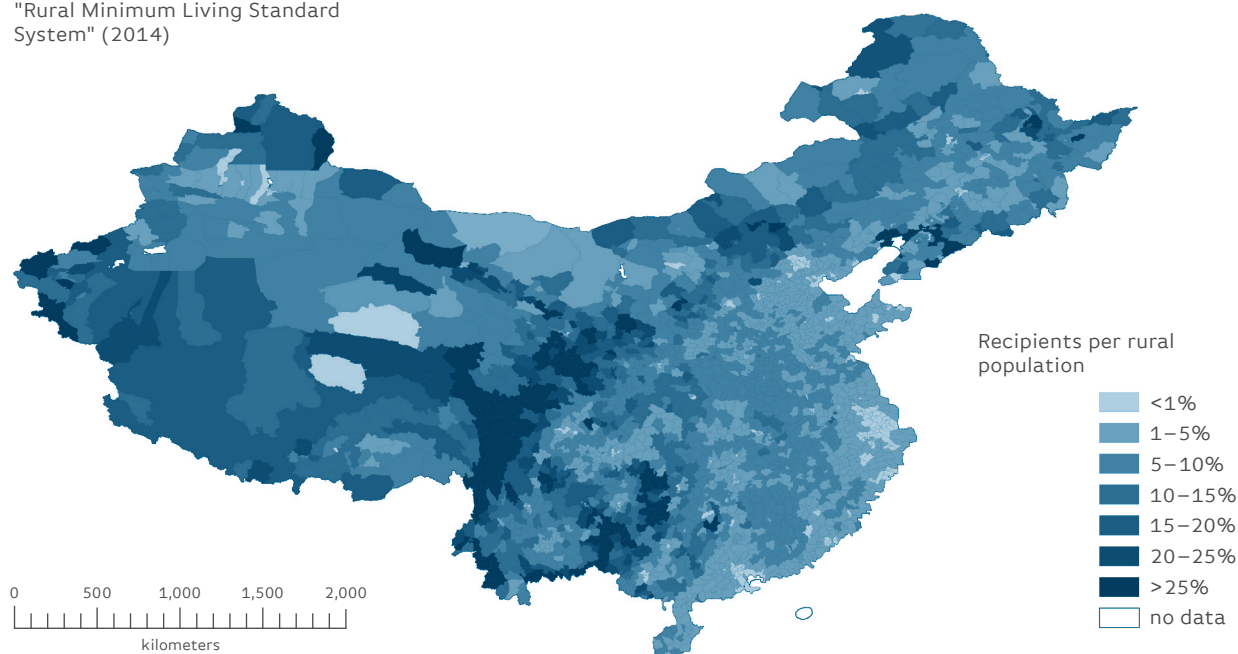 "Rural Minimum Living Standard
System" (2014)
Recipients per rural
population
<1%
1–5%
5–10%
10–15%
15–20%
20–25%
>25%
no data
0 500 1,000 1,500 2,000
kilometers